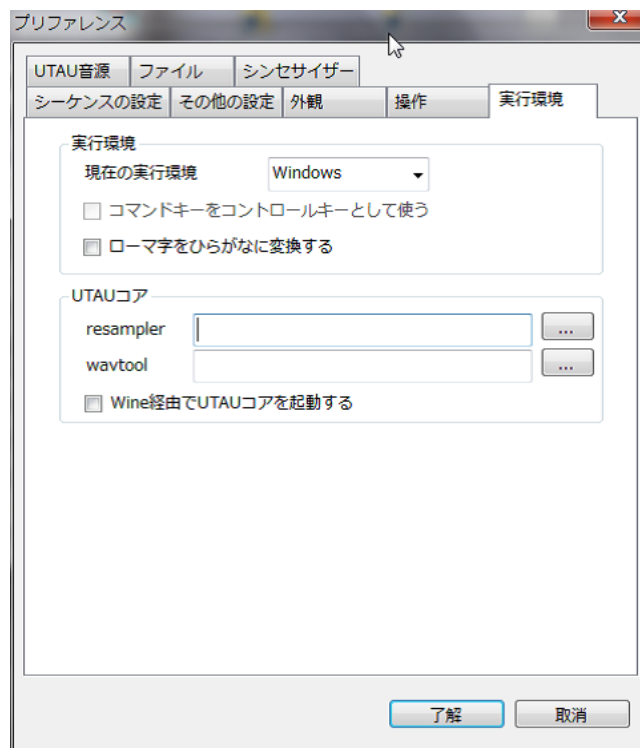 プリファレンス
UTAU音源 ファイル シンセサイザー
シーケンスの設定 その他の設定 外観 操作 実行環境
実行環境
現在の実行環境 Windows
コマンドキーをコントロールキーとして使う
ローマ字をひらがなに変換する
UTAUコア
resampler ...
wavtool ...
Wine経由でUTAUコアを起動する
了解 取消